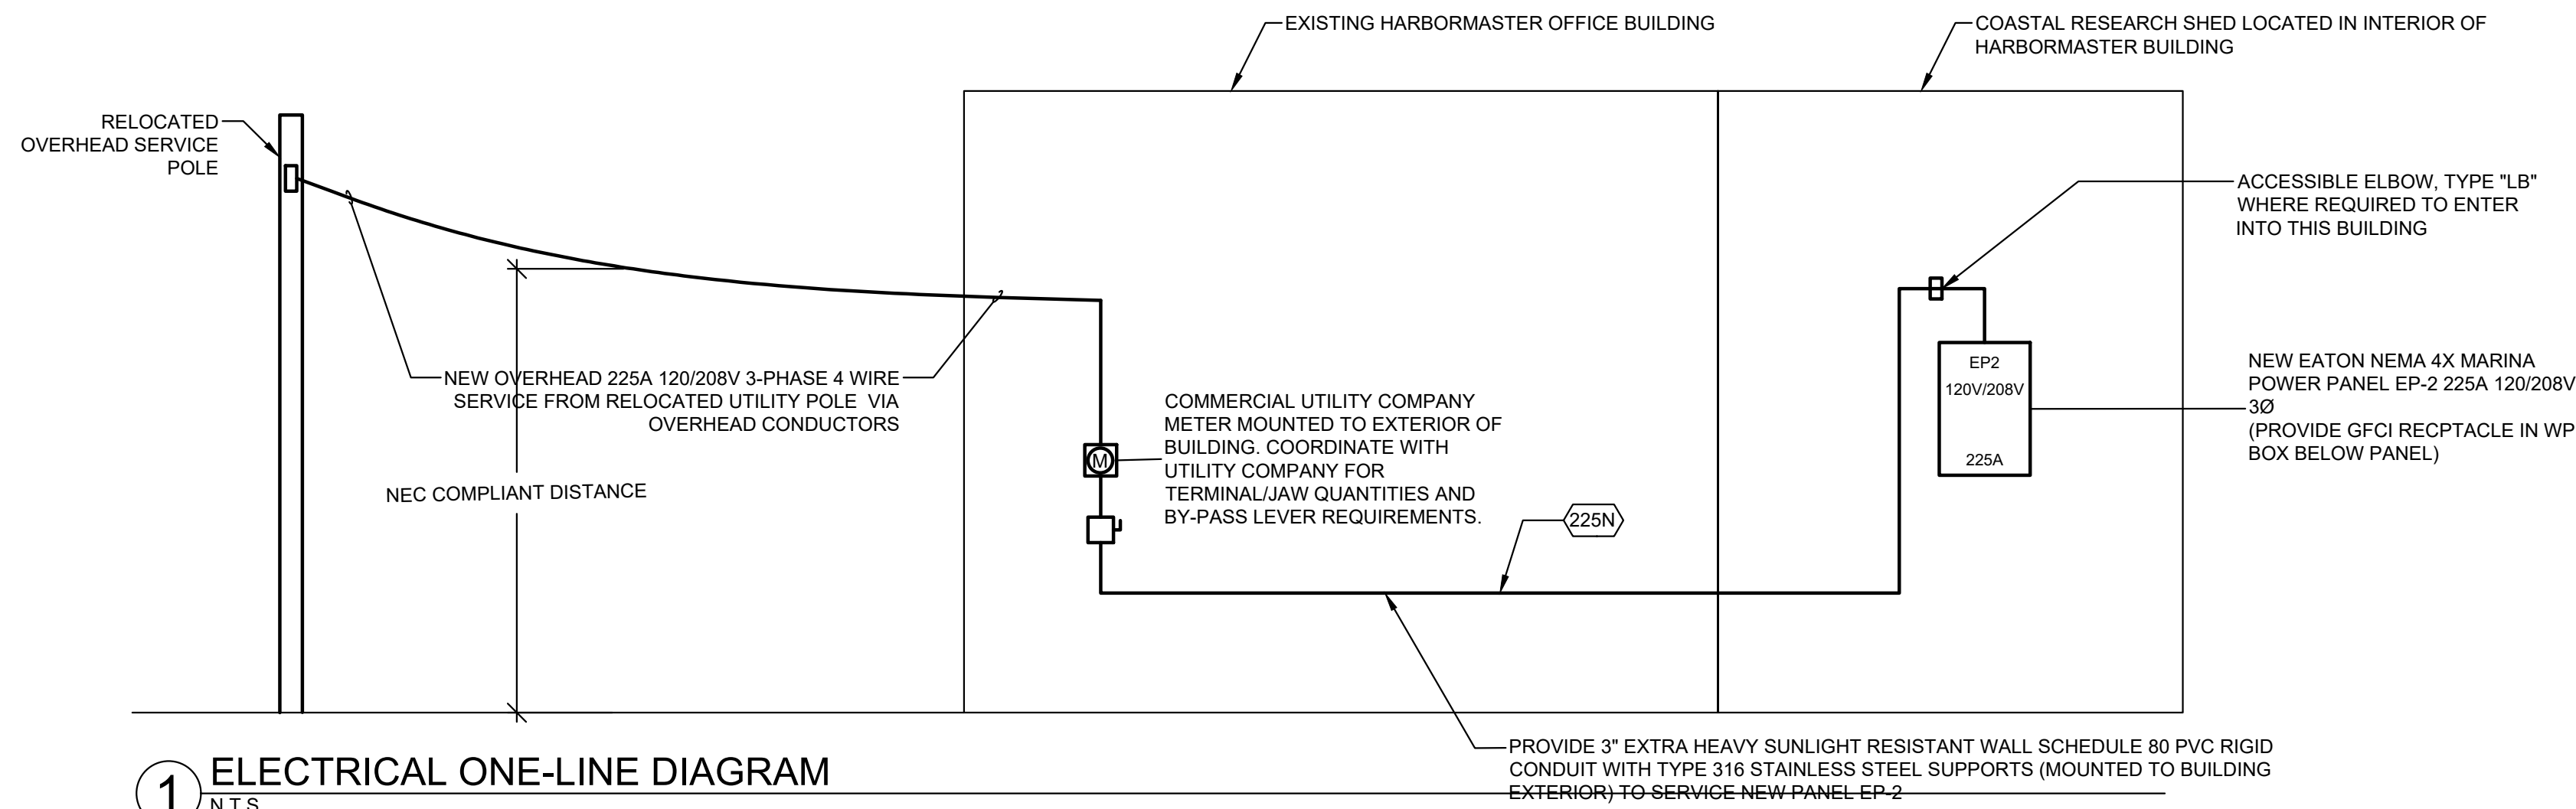 EXISTING HARBORMASTER OFFICE BUILDING
COASTAL RESEARCH SHED LOCATED IN INTERIOR OF
HARBORMASTER BUILDING
RELOCATED
OVERHEAD SERVICE
POLE
ACCESSIBLE ELBOW, TYPE "LB"
WHERE REQUIRED TO ENTER
INTO THIS BUILDING
NEW OVERHEAD 225A 120/208V 3-PHASE 4 WIRE
SERVICE FROM RELOCATED UTILITY POLE VIA
OVERHEAD CONDUCTORS
NEC COMPLIANT DISTANCE
COMMERCIAL UTILITY COMPANY
METER MOUNTED TO EXTERIOR OF
BUILDING. COORDINATE WITH
UTILITY COMPANY FOR
TERMINAL/JAW QUANTITIES AND
BY-PASS LEVER REQUIREMENTS.
M
225N
EP2
120V/208V
225A
NEW EATON NEMA 4X MARINA
POWER PANEL EP-2 225A 120/208V
3Ø
(PROVIDE GFCI RECPTACLE IN WP
BOX BELOW PANEL)
PROVIDE 3" EXTRA HEAVY SUNLIGHT RESISTANT WALL SCHEDULE 80 PVC RIGID
CONDUIT WITH TYPE 316 STAINLESS STEEL SUPPORTS (MOUNTED TO BUILDING
EXTERIOR) TO SERVICE NEW PANEL EP-2
1
ELECTRICAL ONE-LINE DIAGRAM
N.T.S.